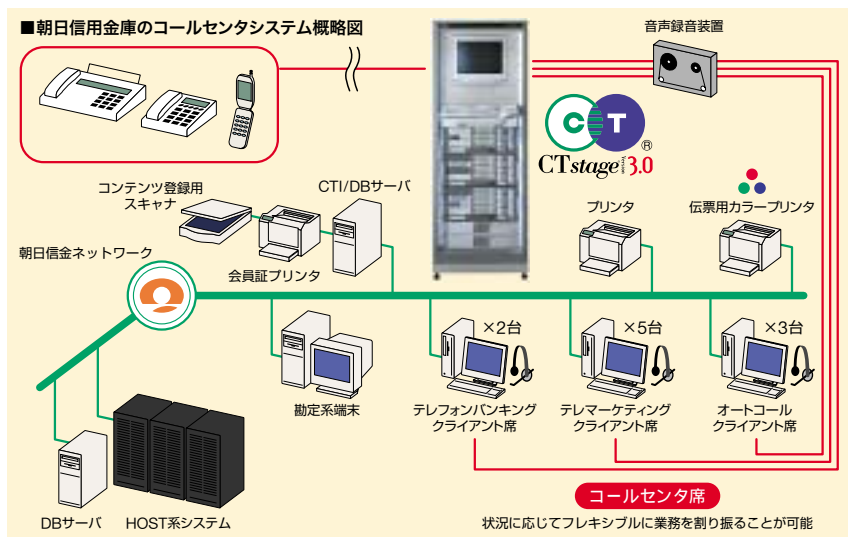 ■朝日信用金庫のコールセンタシステム概略図
音声録音装置
CT
®
CTstage Version 3.0
コンテンツ登録用
スキャナ
CTI/DBサーバ
プリンタ
伝票用カラープリンタ
朝日信金ネットワーク
会員証プリンタ
×2台
×5台
×3台
勘定系端末
テレフォンバンキング
クライアント席
テレマーケティング
クライアント席
オートコール
クライアント席
DBサーバ
HOST系システム
コールセンタ席
状況に応じてフレキシブルに業務を割り振ることが可能